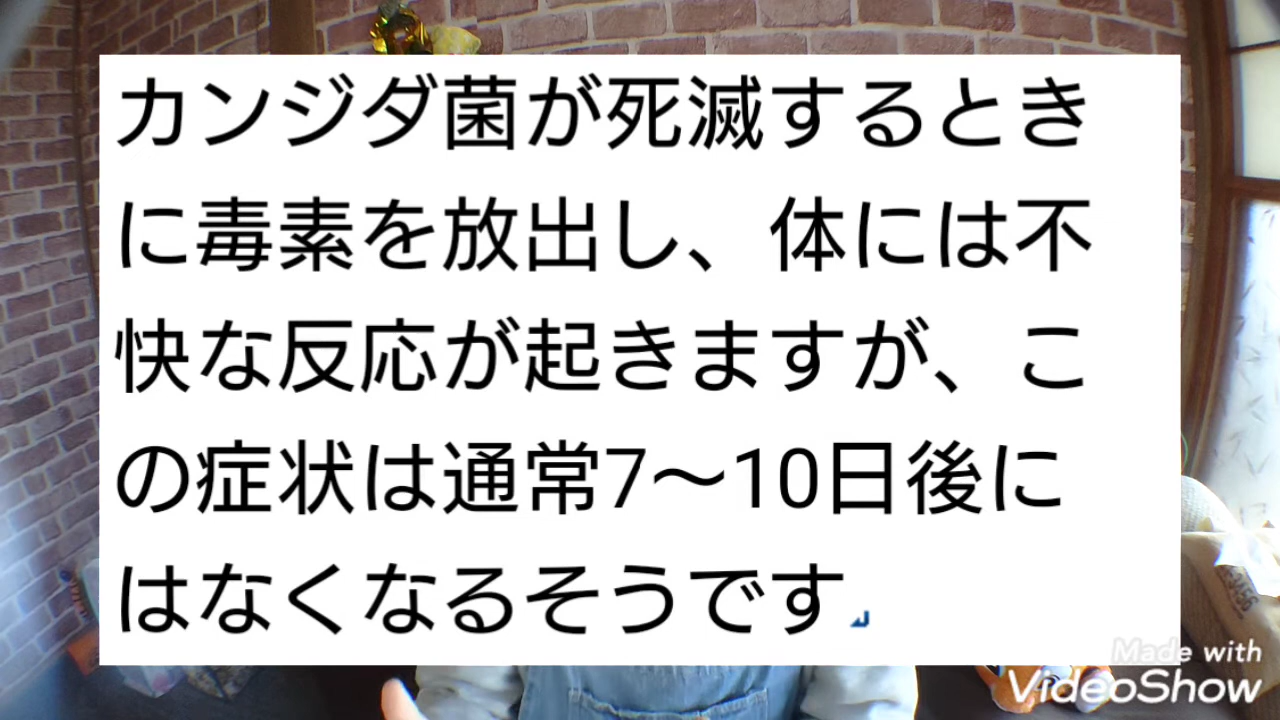 カンジダ菌が死滅するとき
に毒素を放出し、体には不
快な反応が起きますが、こ
の症状は通常7～10日後に
はなくなるそうです
Made with
VideoShow